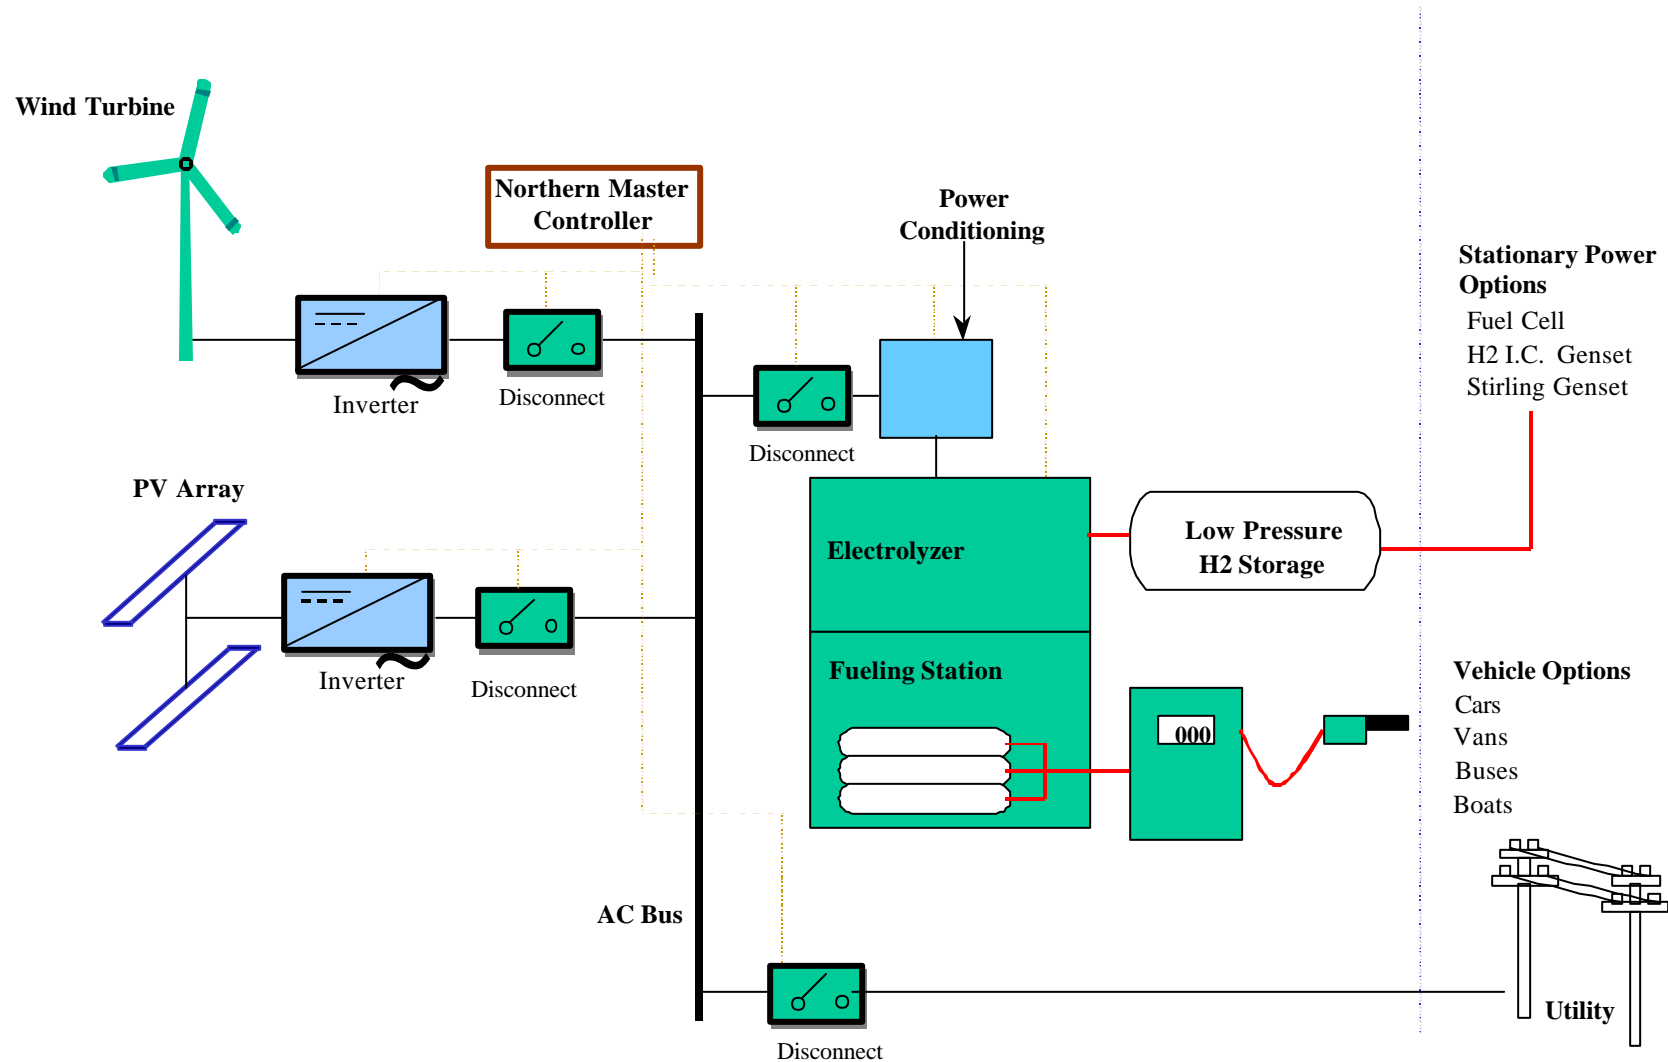 Wind Turbine
Northern Master
Controller
Power
Conditioning
Stationary Power
Options
Fuel Cell
H2 I.C. Genset
Stirling Genset
Inverter
Disconnect
Disconnect
PV Array
Electrolyzer
Low Pressure
H2 Storage
Inverter
Disconnect
Fueling Station
000
Vehicle Options
Cars
Vans
Buses
Boats
AC Bus
Utility
Disconnect